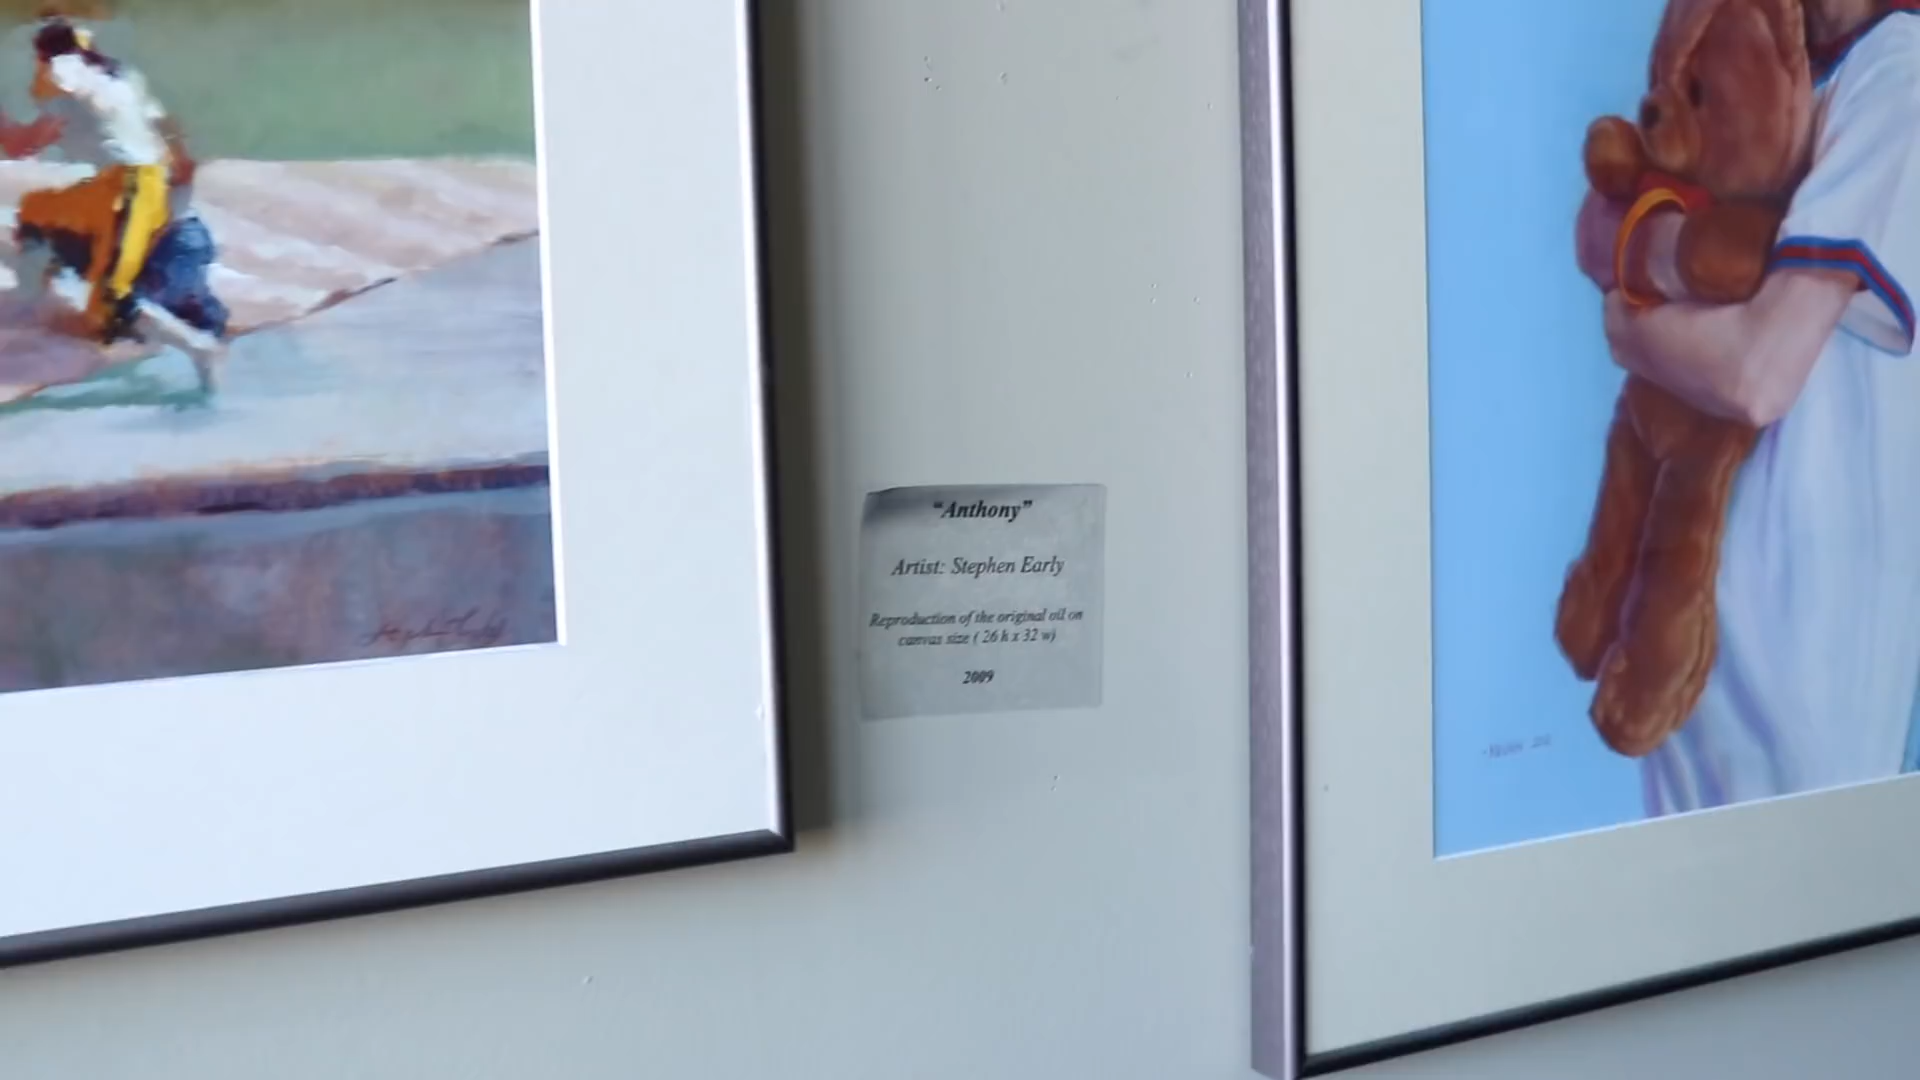 “Anthony”
Artist: Stephen Early
Reproduction of the original oil on
canvas size ( 26 h x 32 w)
2009